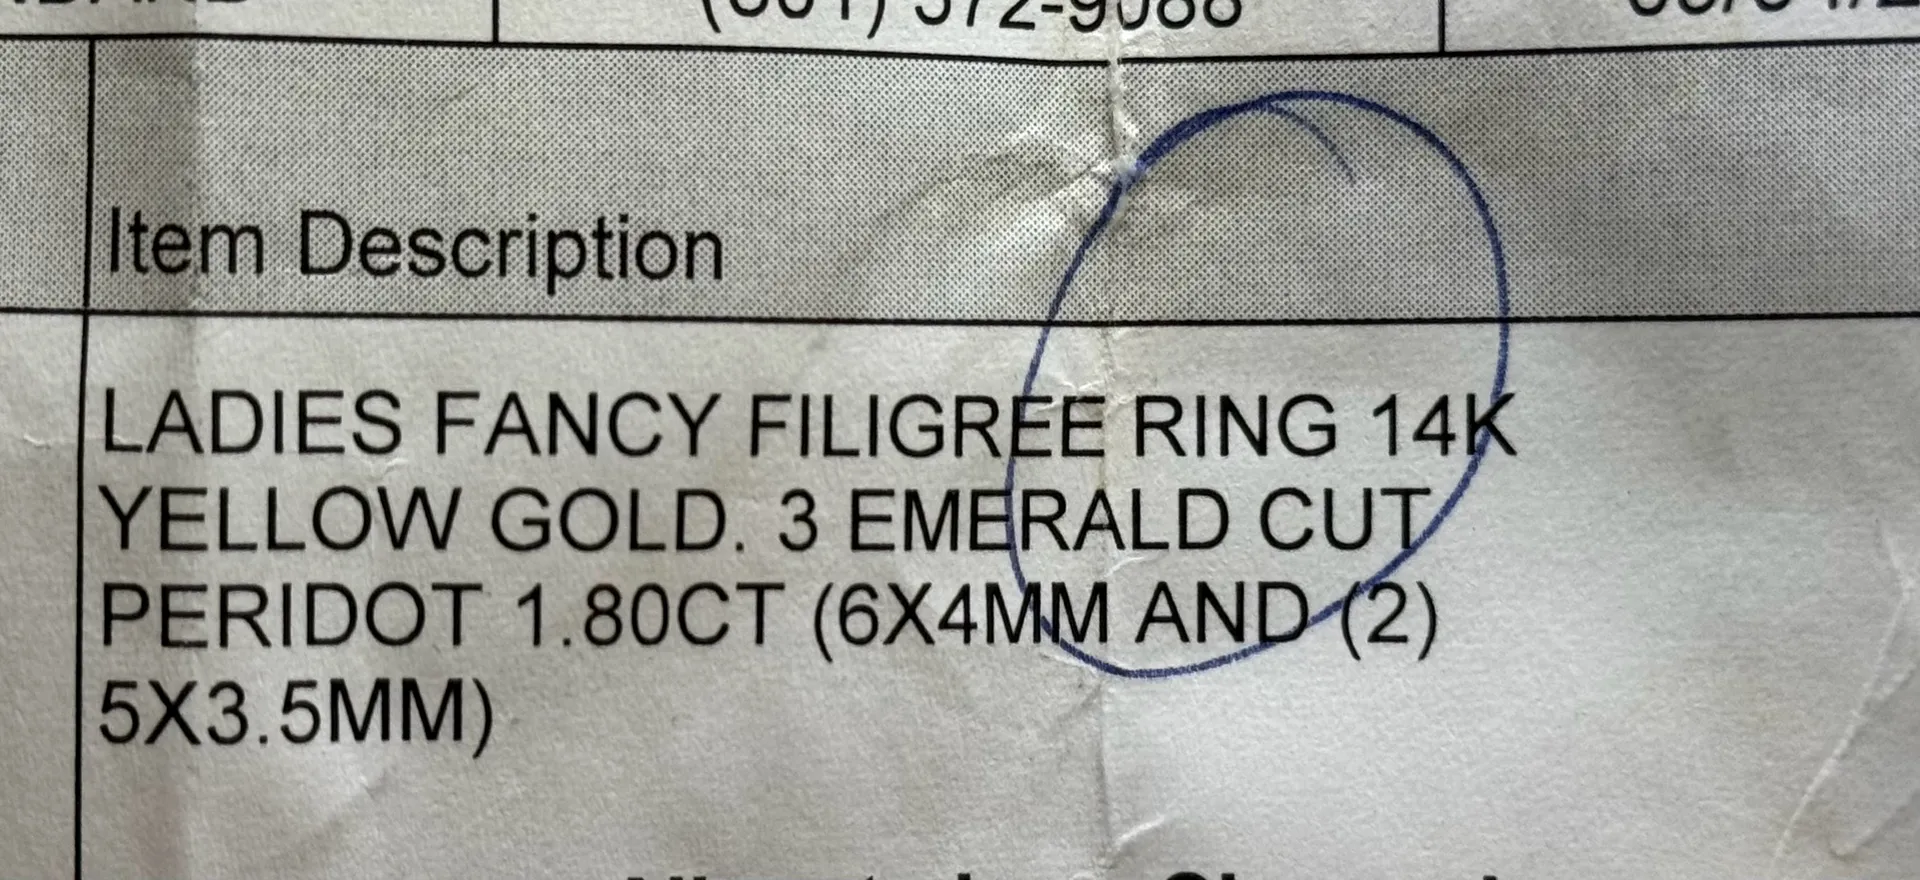 Item Description
LADIES FANCY FILIGREE RING 14K
YELLOW GOLD. 3 EMERALD CUT
PERIDOT 1.80CT (6X4MM AND (2)
5X3.5MM)